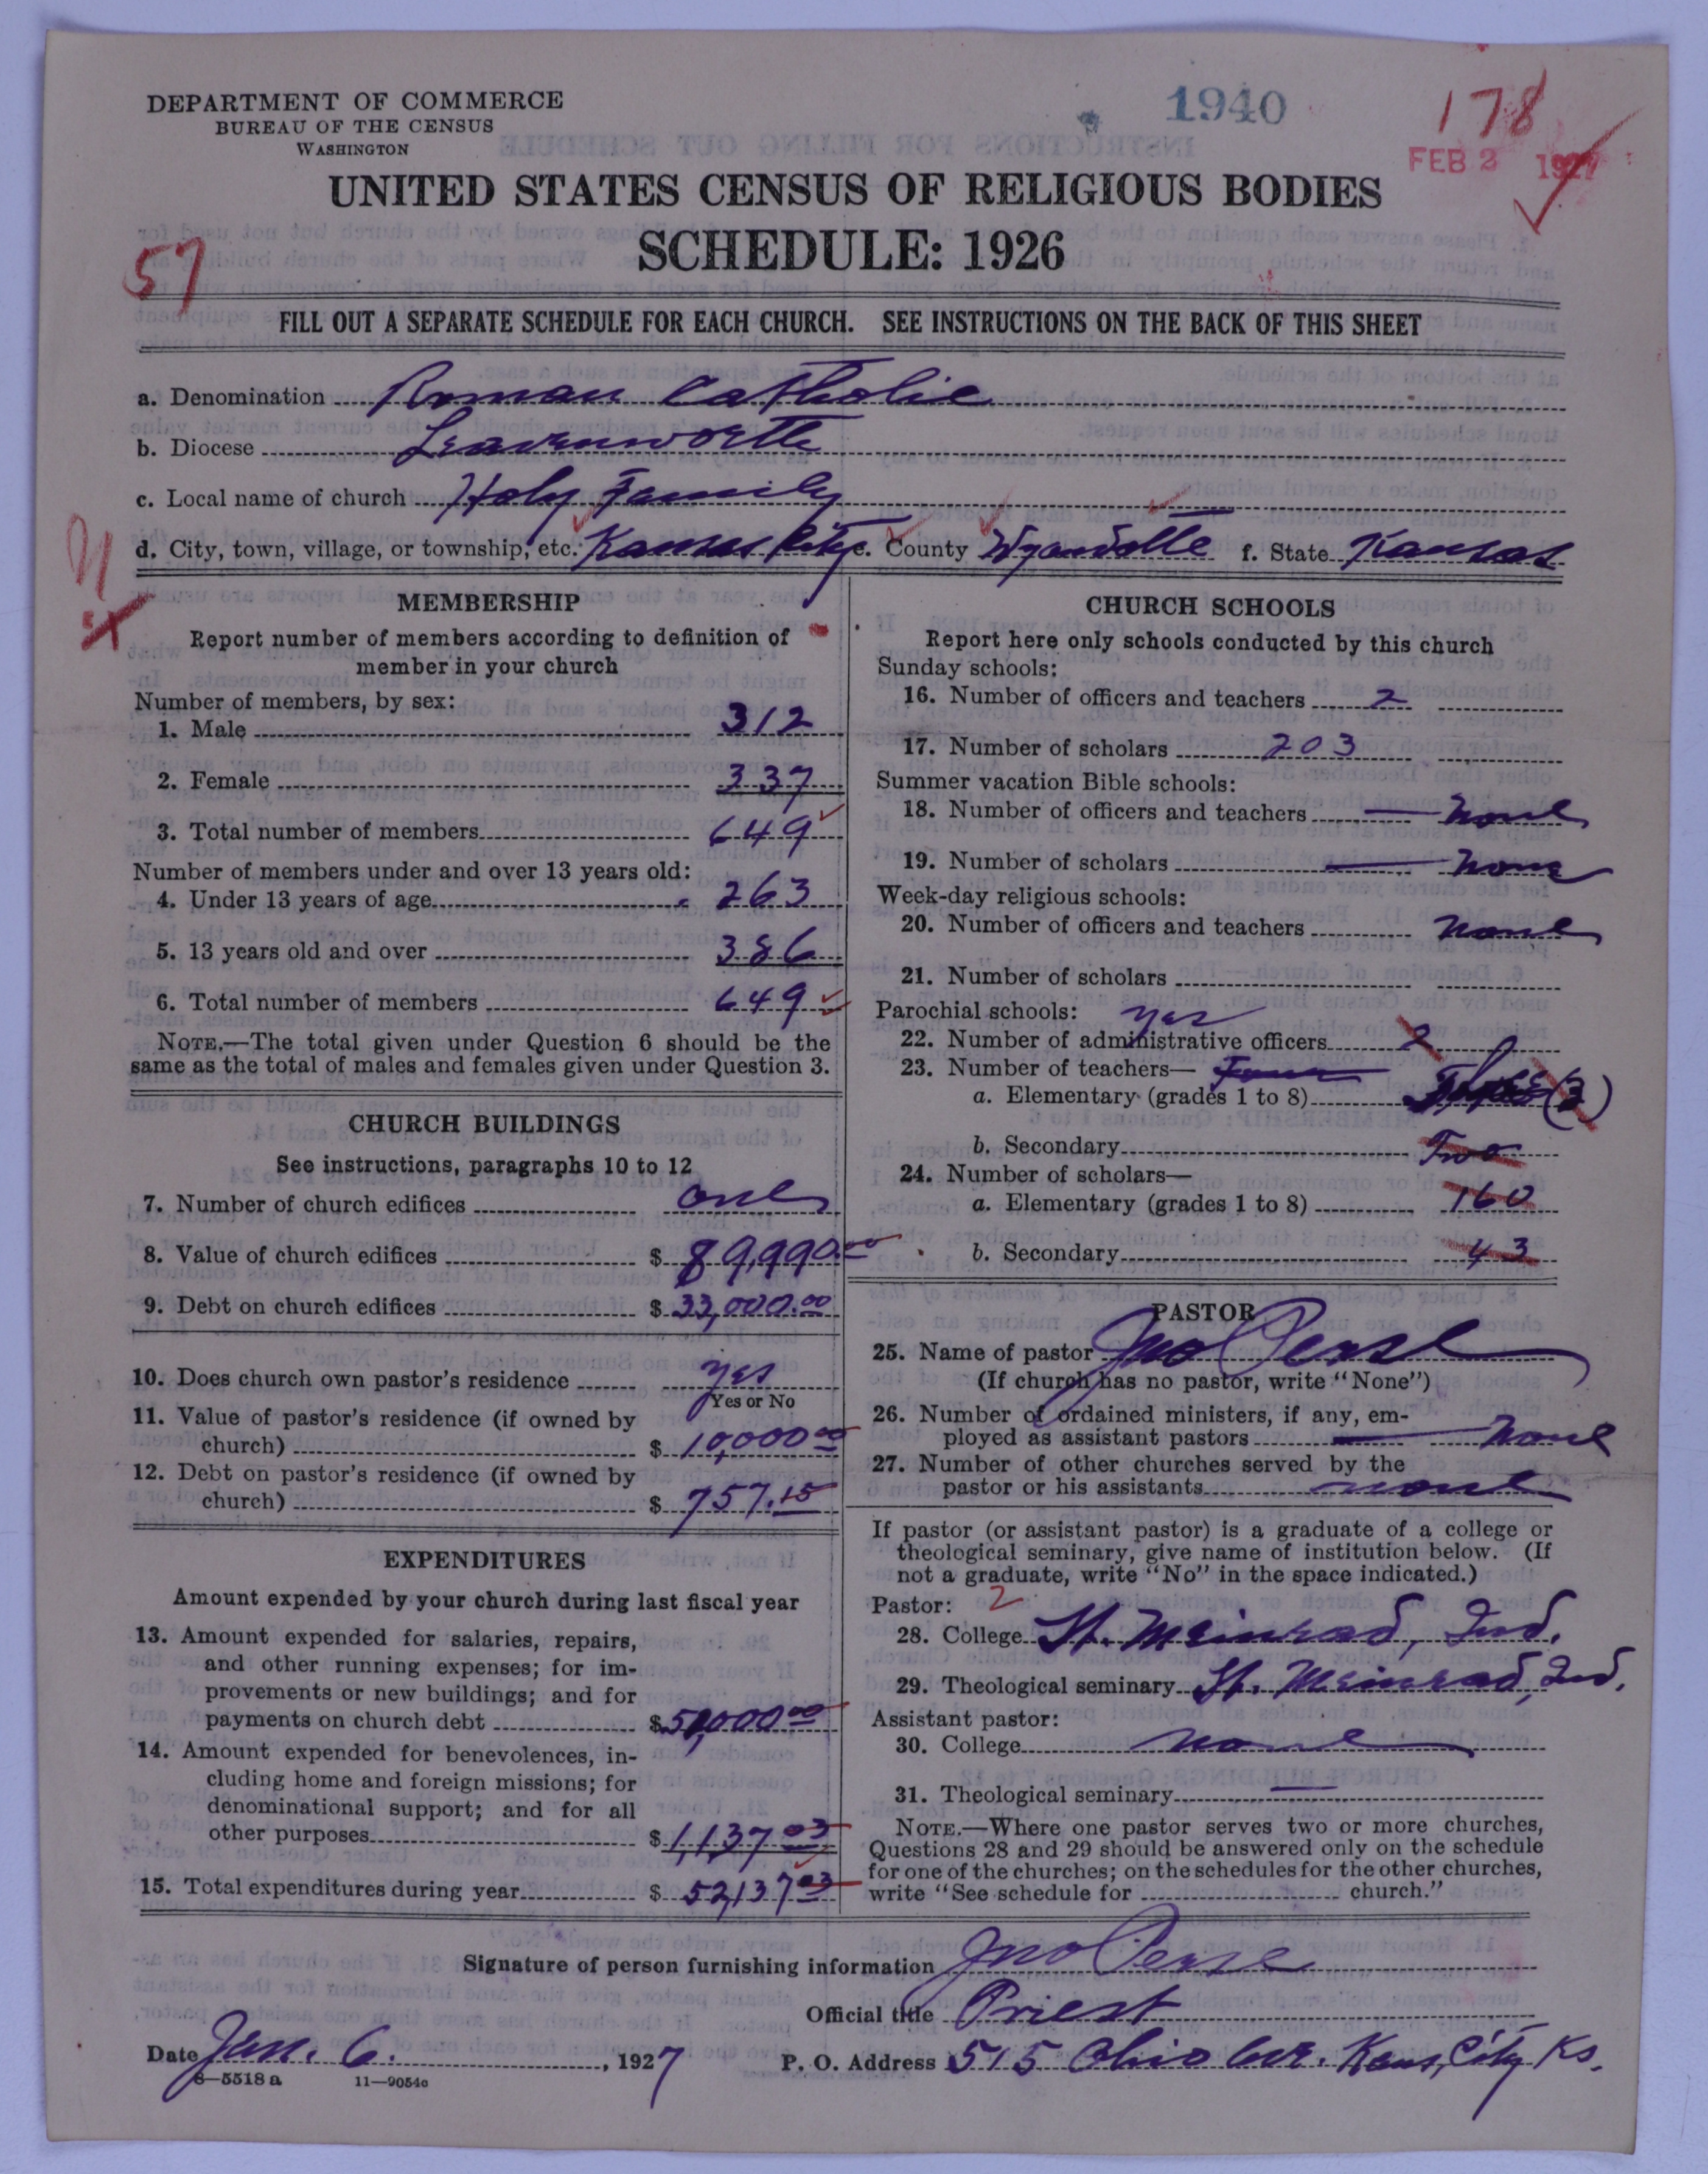 DEPARTMENT OF COMMERCE
BUREAU OF THE CENSUS
WASHINGTON
1940
178
FEB 2 1927
UNITED STATES CENSUS OF RELIGIOUS BODIES
SCHEDULE: 1926
57
FILL OUT A SEPARATE SCHEDULE FOR EACH CHURCH. SEE INSTRUCTIONS ON THE BACK OF THIS SHEET
a. Denomination Roman Catholic
b. Diocese Leavenworth
c. Local name of church Holy Family
d. City, town, village, or township, etc. Kansas City e. County Wyandotte f. State Kansas
MEMBERSHIP
Report number of members according to definition of
member in your church
Number of members, by sex:
1. Male 312
2. Female 337
3. Total number of members 649
Number of members under and over 13 years old:
4. Under 13 years of age 263
5. 13 years old and over 386
6. Total number of members 649
NOTE.—The total given under Question 6 should be the
same as the total of males and females given under Question 3.
CHURCH BUILDINGS
See instructions, paragraphs 10 to 12
7. Number of church edifices one
8. Value of church edifices $ 89,990.00
9. Debt on church edifices $ 33,000.00
10. Does church own pastor's residence yes
Yes or No
11. Value of pastor's residence (if owned by
church) $ 10,000.00
12. Debt on pastor's residence (if owned by
church) $ 757.15
EXPENDITURES
Amount expended by your church during last fiscal year
13. Amount expended for salaries, repairs,
and other running expenses; for im-
provements or new buildings; and for
payments on church debt $ 51,000.00
14. Amount expended for benevolences, in-
cluding home and foreign missions; for
denominational support; and for all
other purposes $ 1,137.03
15. Total expenditures during year $ 52,137.03
CHURCH SCHOOLS
Report here only schools conducted by this church
Sunday schools:
16. Number of officers and teachers 2
17. Number of scholars 203
Summer vacation Bible schools:
18. Number of officers and teachers — None
19. Number of scholars — None
Week-day religious schools:
20. Number of officers and teachers None
21. Number of scholars
Parochial schools: yes
22. Number of administrative officers 2
23. Number of teachers— Four
a. Elementary (grades 1 to 8) (3)
b. Secondary Two
24. Number of scholars—
a. Elementary (grades 1 to 8) 160
b. Secondary 43
PASTOR
25. Name of pastor Jno Perse
(If church has no pastor, write "None")
26. Number of ordained ministers, if any, em-
ployed as assistant pastors — None
27. Number of other churches served by the
pastor or his assistants none
If pastor (or assistant pastor) is a graduate of a college or
theological seminary, give name of institution below. (If
not a graduate, write "No" in the space indicated.)
Pastor: 2
28. College St. Meinrad, Ind.
29. Theological seminary St. Meinrad, Ind.
Assistant pastor:
30. College none
31. Theological seminary —
NOTE.—Where one pastor serves two or more churches,
Questions 28 and 29 should be answered only on the schedule
for one of the churches; on the schedules for the other churches,
write "See schedule for church."
Signature of person furnishing information Jno Perse
Official title Priest
Date Jan. 6. , 1927 P. O. Address 515 Ohio Ave. Kans, City Ks.
8—5518a 11—9054c